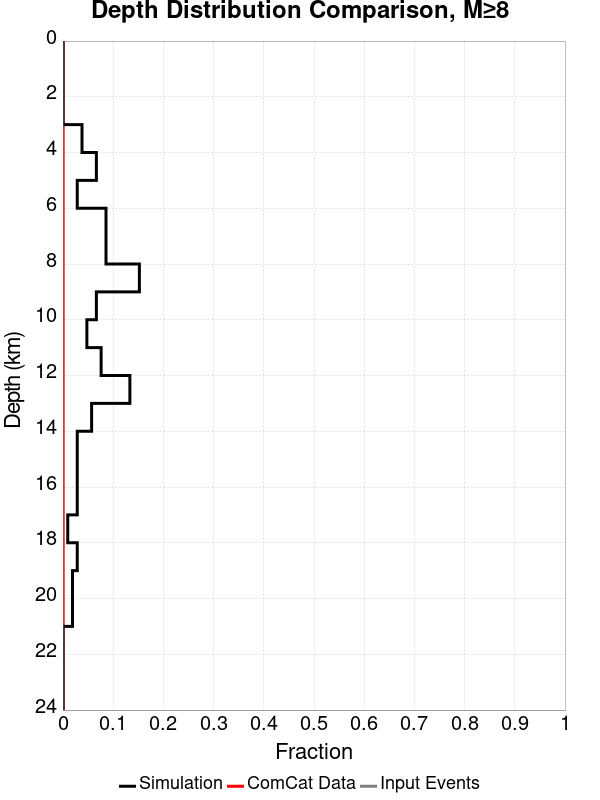 Depth Distribution Comparison, M≥8
0
2
4
6
8
10
12
14
16
18
20
22
24
Depth (km)
0 0.1 0.2 0.3 0.4 0.5 0.6 0.7 0.8 0.9 1
Fraction
Simulation ComCat Data Input Events